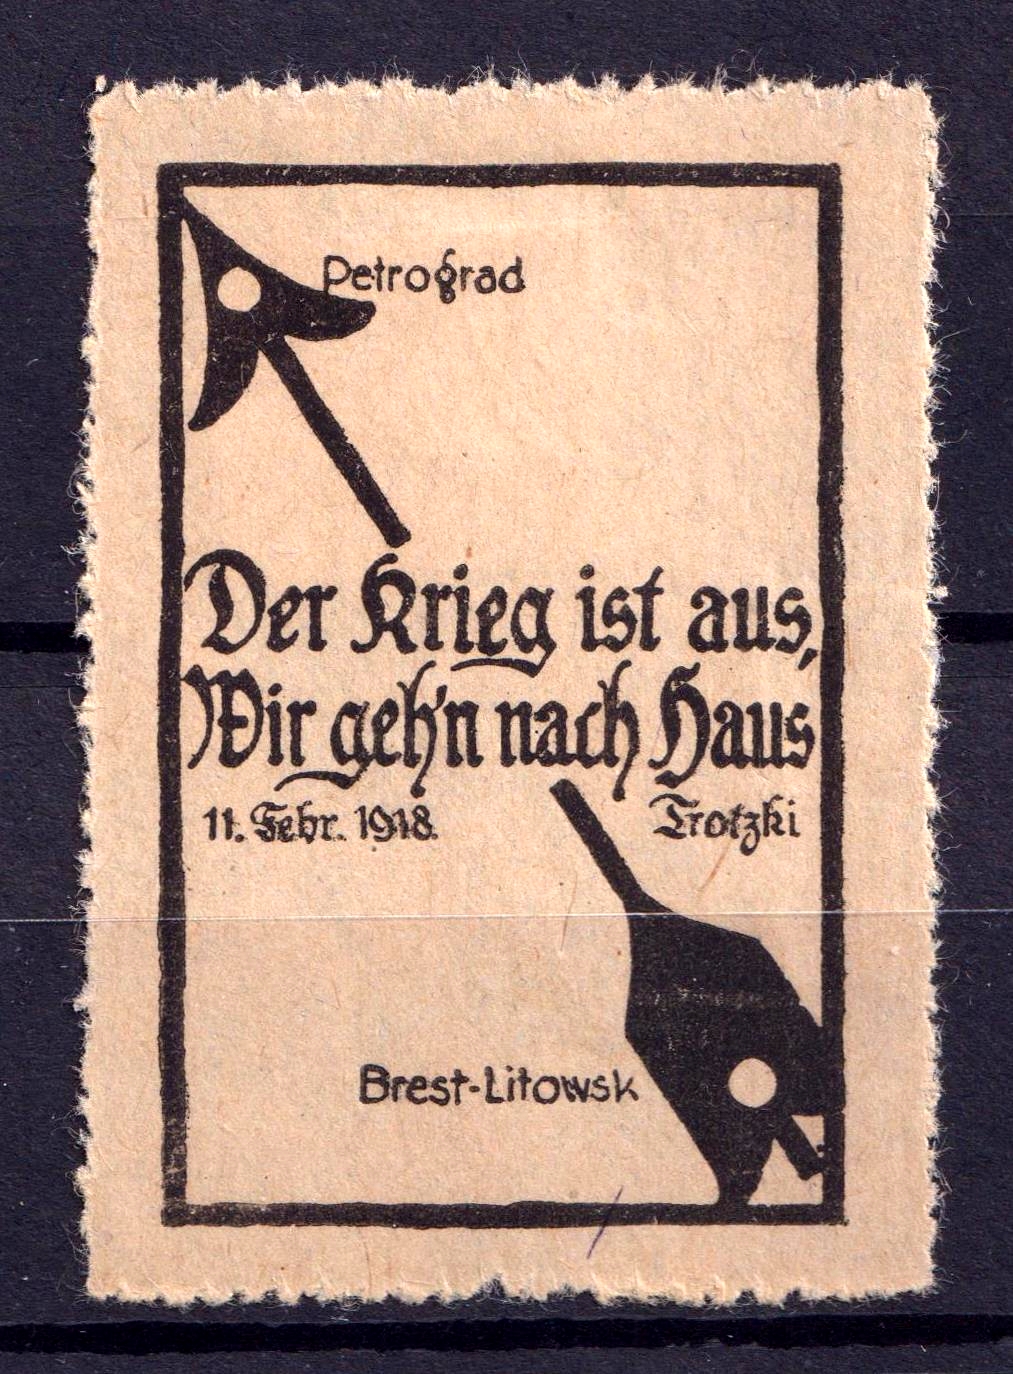 Petrograd
Der Krieg ist aus,
Wir geh'n nach Haus
11. Febr. 1918.
Trotzki
Brest-Litowsk